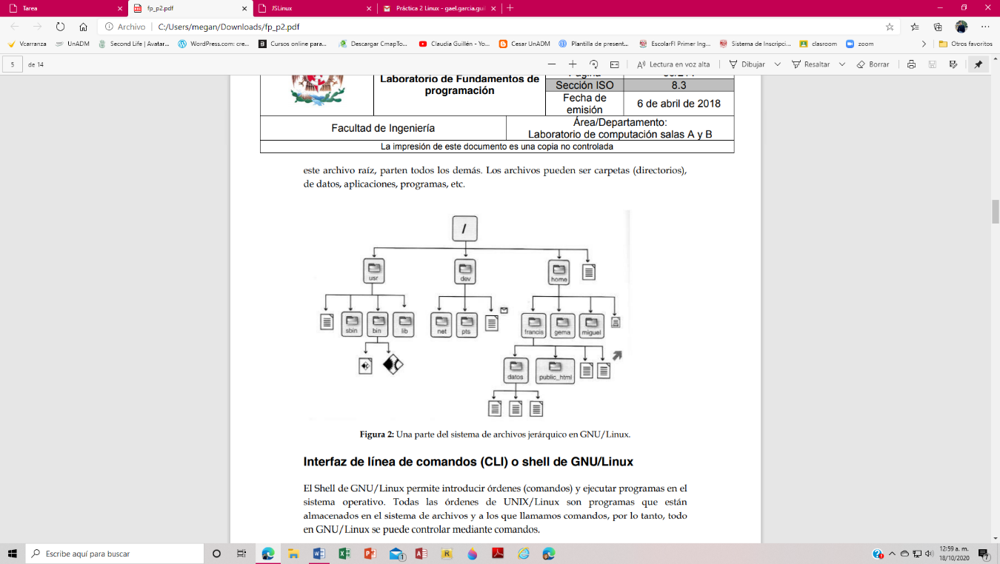 Tarea
fp_p2.pdf
JSLinux
Práctica 2 Linux - gael.garcia.gui
Archivo
C:/Users/megan/Downloads/fp_p2.pdf
Vcarranza
UnADM
Second Life | Avatar...
WordPress.com: cre...
Cursos online para...
Descargar CmapTo...
Claudia Guillén - Yo...
Cesar UnADM
Plantilla de present...
EscolarFI Primer Ing...
Sistema de Inscripci...
clasroom
zoom
Otros favoritos
5
de 14
Lectura en voz alta
Dibujar
Resaltar
Borrar
Laboratorio de Fundamentos de
programación
Sección ISO
8.3
Fecha de
emisión
6 de abril de 2018
Facultad de Ingeniería
Área/Departamento:
Laboratorio de computación salas A y B
La impresión de este documento es una copia no controlada
este archivo raíz, parten todos los demás. Los archivos pueden ser carpetas (directorios),
de datos, aplicaciones, programas, etc.
/
usr
dev
home
sbin
bin
lib
net
pts
francis
gema
miguel
datos
public_html
Figura 2: Una parte del sistema de archivos jerárquico en GNU/Linux.
Interfaz de línea de comandos (CLI) o shell de GNU/Linux
El Shell de GNU/Linux permite introducir órdenes (comandos) y ejecutar programas en el
sistema operativo. Todas las órdenes de UNIX/Linux son programas que están
almacenados en el sistema de archivos y a los que llamamos comandos, por lo tanto, todo
en GNU/Linux se puede controlar mediante comandos.
Escribe aquí para buscar
12:59 a. m.
18/10/2020